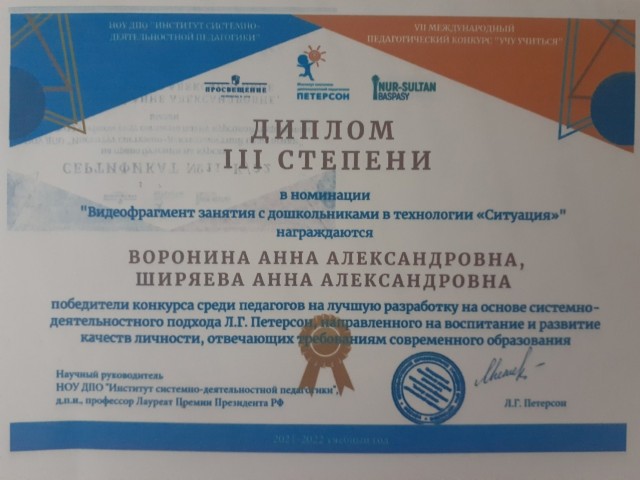 НОУ ДПО "ИНСТИТУТ СИСТЕМНО-
ДЕЯТЕЛЬНОСТНОЙ ПЕДАГОГИКИ"
VII МЕЖДУНАРОДНЫЙ
ПЕДАГОГИЧЕСКИЙ КОНКУРС "УЧУ УЧИТЬСЯ"
ПРОСВЕЩЕНИЕ
ПЕТЕРСОН
NUR-SULTAN
BASPASY
ДИПЛОМ
III СТЕПЕНИ
в номинации
"Видеофрагмент занятия с дошкольниками в технологии «Ситуация»"
награждаются
ВОРОНИНА АННА АЛЕКСАНДРОВНА,
ШИРЯЕВА АННА АЛЕКСАНДРОВНА
победители конкурса среди педагогов на лучшую разработку на основе системно-
деятельностного подхода Л.Г. Петерсон, направленного на воспитание и развитие
качеств личности, отвечающих требованиям современного образования
Научный руководитель
НОУ ДПО "Институт системно-деятельностной педагогики",
д.п.н., профессор Лауреат Премии Президента РФ
Л.Г. Петерсон
2021-2022 учебный год